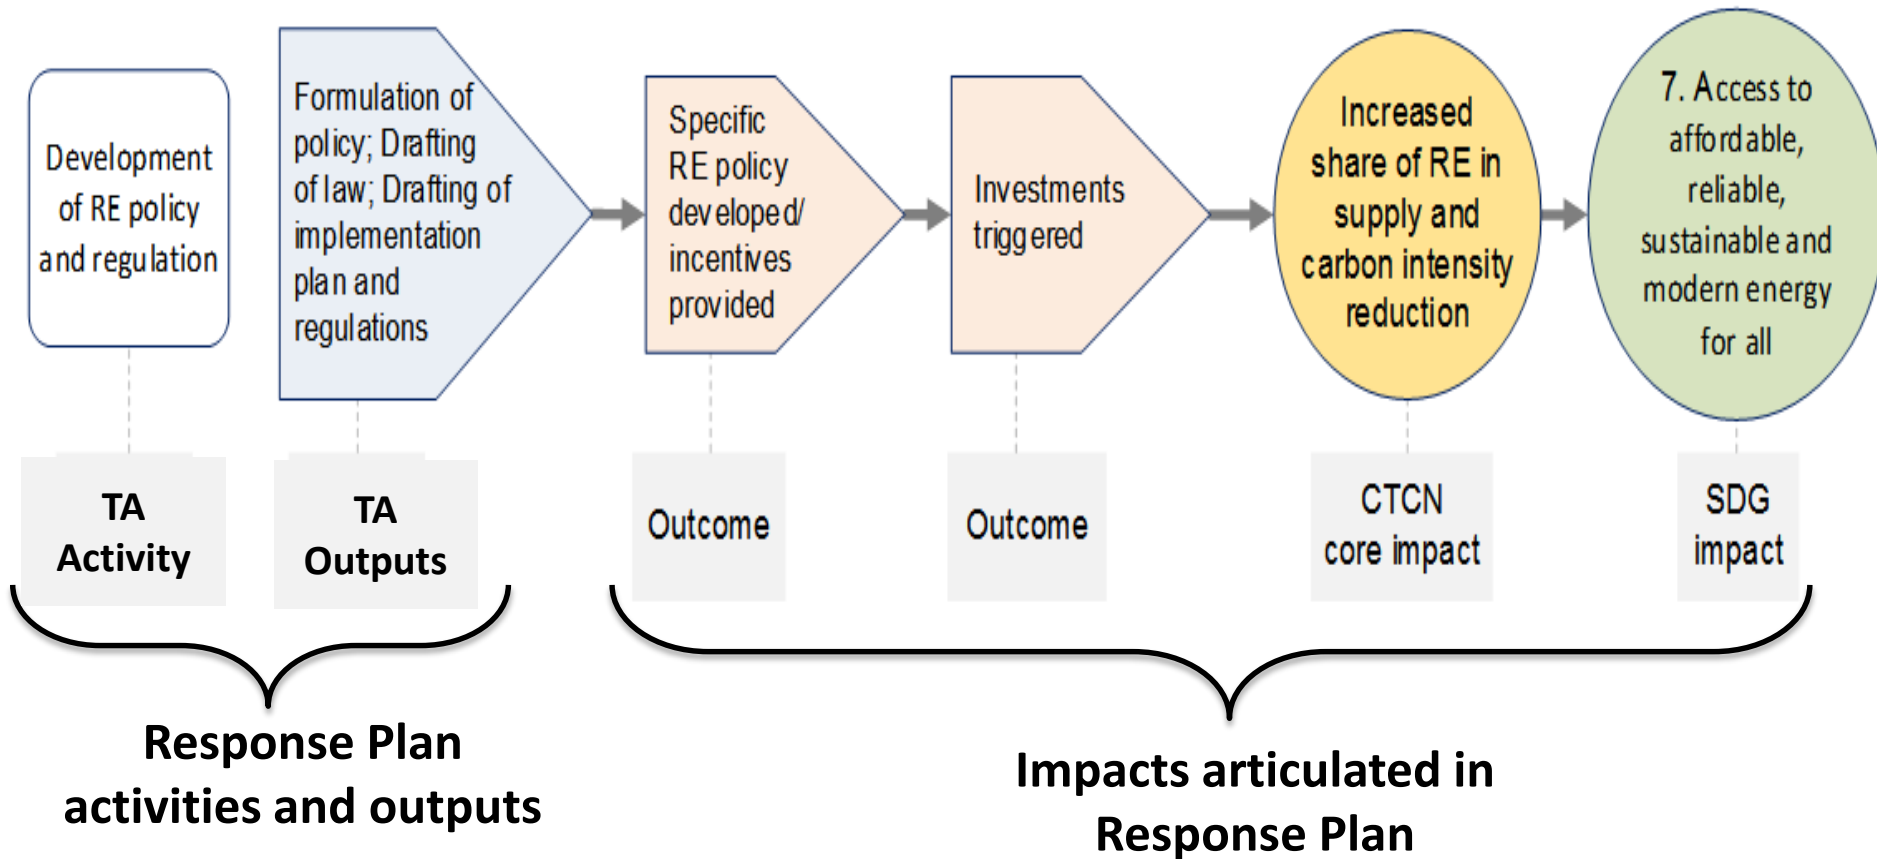 Development
of RE policy
and regulation
Formulation of
policy; Drafting
of law; Drafting of
implementation
plan and
regulations
Specific
RE policy
developed/
incentives
provided
Investments
triggered
Increased
share of RE in
supply and
carbon intensity
reduction
7. Access to
affordable,
reliable,
sustainable and
modern energy
for all
TA
Activity
TA
Outputs
Outcome
Outcome
CTCN
core impact
SDG
impact
Response Plan
activities and outputs
Impacts articulated in
Response Plan